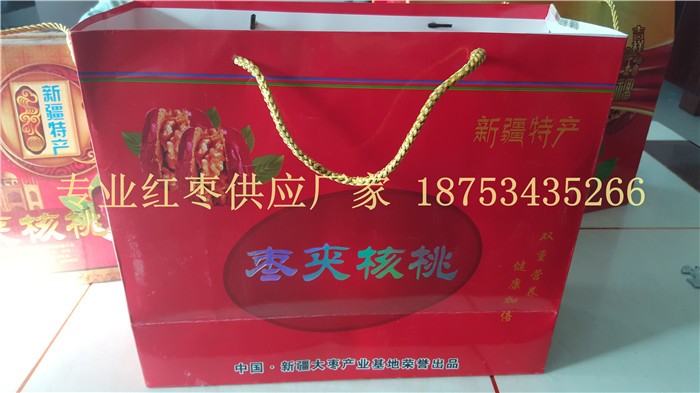 新疆特产
新疆特产
专业红枣供应厂家 18753435266
核桃
枣夹核桃
双重营养
健康加倍
中国·新疆大枣产业基地荣誉出品